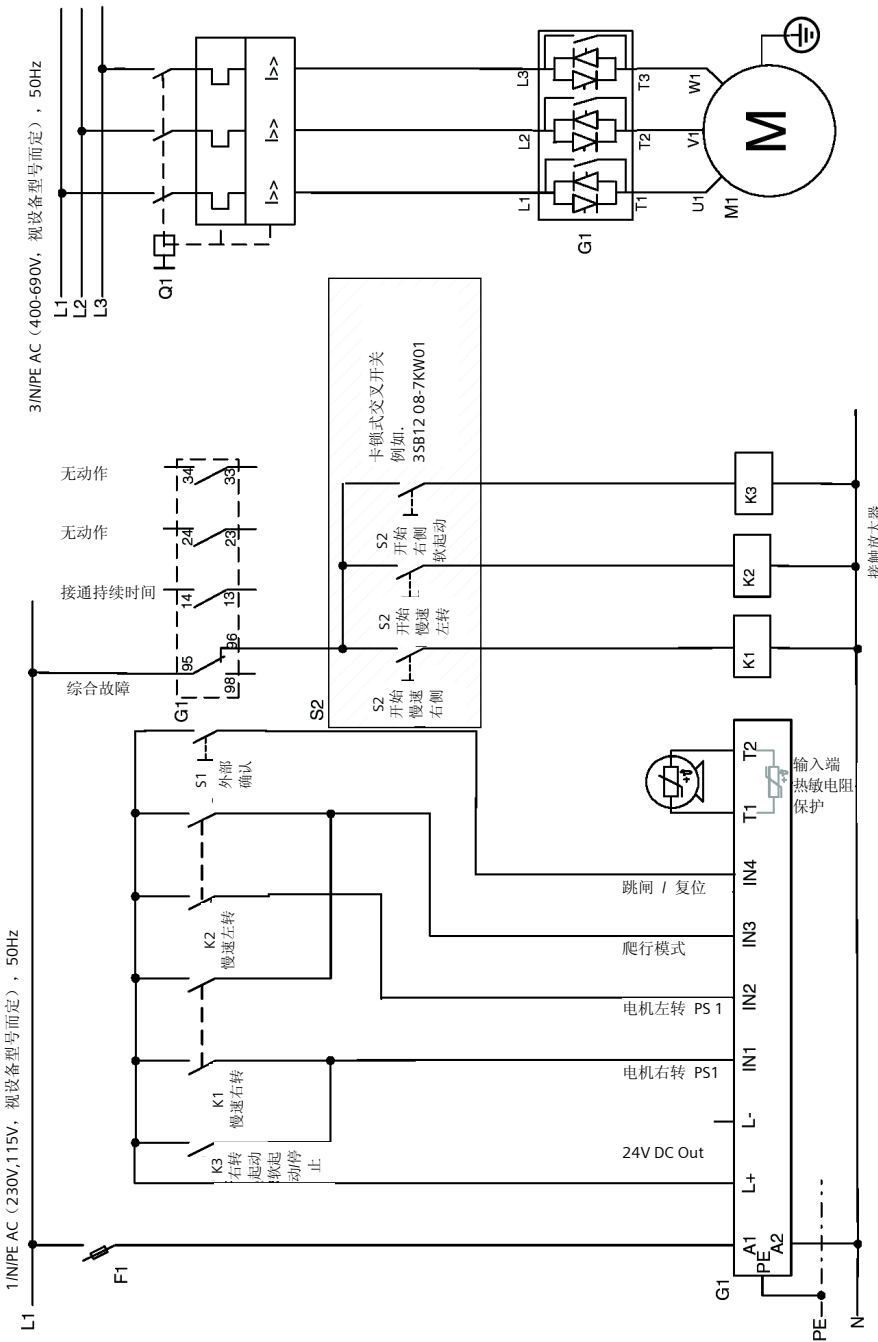 3/N/PE AC（400-690V，视设备型号而定），50Hz
L1
L2
L3
Q1
I>>
I>>
I>>
L1
L2
L3
G1
T1
T2
T3
U1
V1
W1
M1
M
1/N/PE AC（230V,115V，视设备型号而定），50Hz
L1
F1
无动作
无动作
接通持续时间
综合故障
34
33
24
23
14
13
95
96
98
G1
S2
卡锁式交叉开关
例如.
3SB12 08-7KW01
S2
开始
慢速
右侧
S2
开始
慢速
左转
S2
开始
右侧
软起动
K1
K2
K3
接触放大器
S1
外部
确认
K2
慢速左转
K1
慢速右转
K3
右转
起动
软起
动/停
止
跳闸 / 复位
爬行模式
电机左转 PS 1
电机右转 PS1
24V DC Out
G1
A1
PE
A2
L+
L-
IN1
IN2
IN3
IN4
T1
T2
输入端
热敏电阻
保护
PE
N